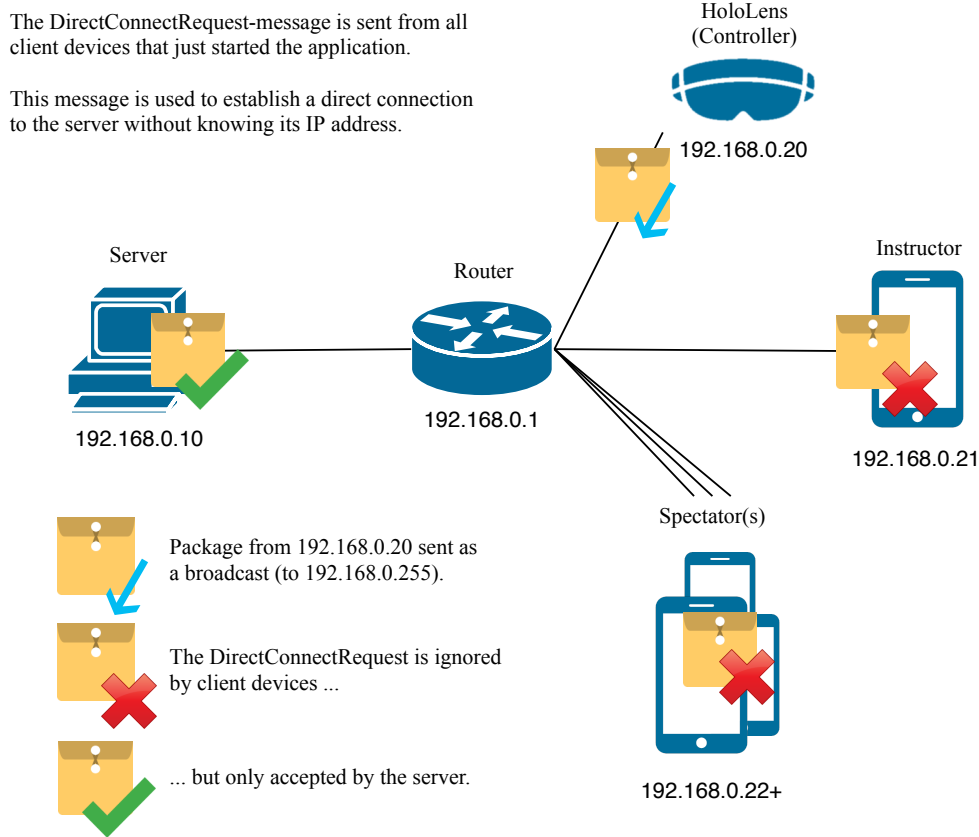 The DirectConnectRequest-message is sent from all
client devices that just started the application.
This message is used to establish a direct connection
to the server without knowing its IP address.
HoloLens
(Controller)
192.168.0.20
Server
192.168.0.10
Router
192.168.0.1
Instructor
192.168.0.21
Spectator(s)
192.168.0.22+
Package from 192.168.0.20 sent as
a broadcast (to 192.168.0.255).
The DirectConnectRequest is ignored
by client devices ...
... but only accepted by the server.